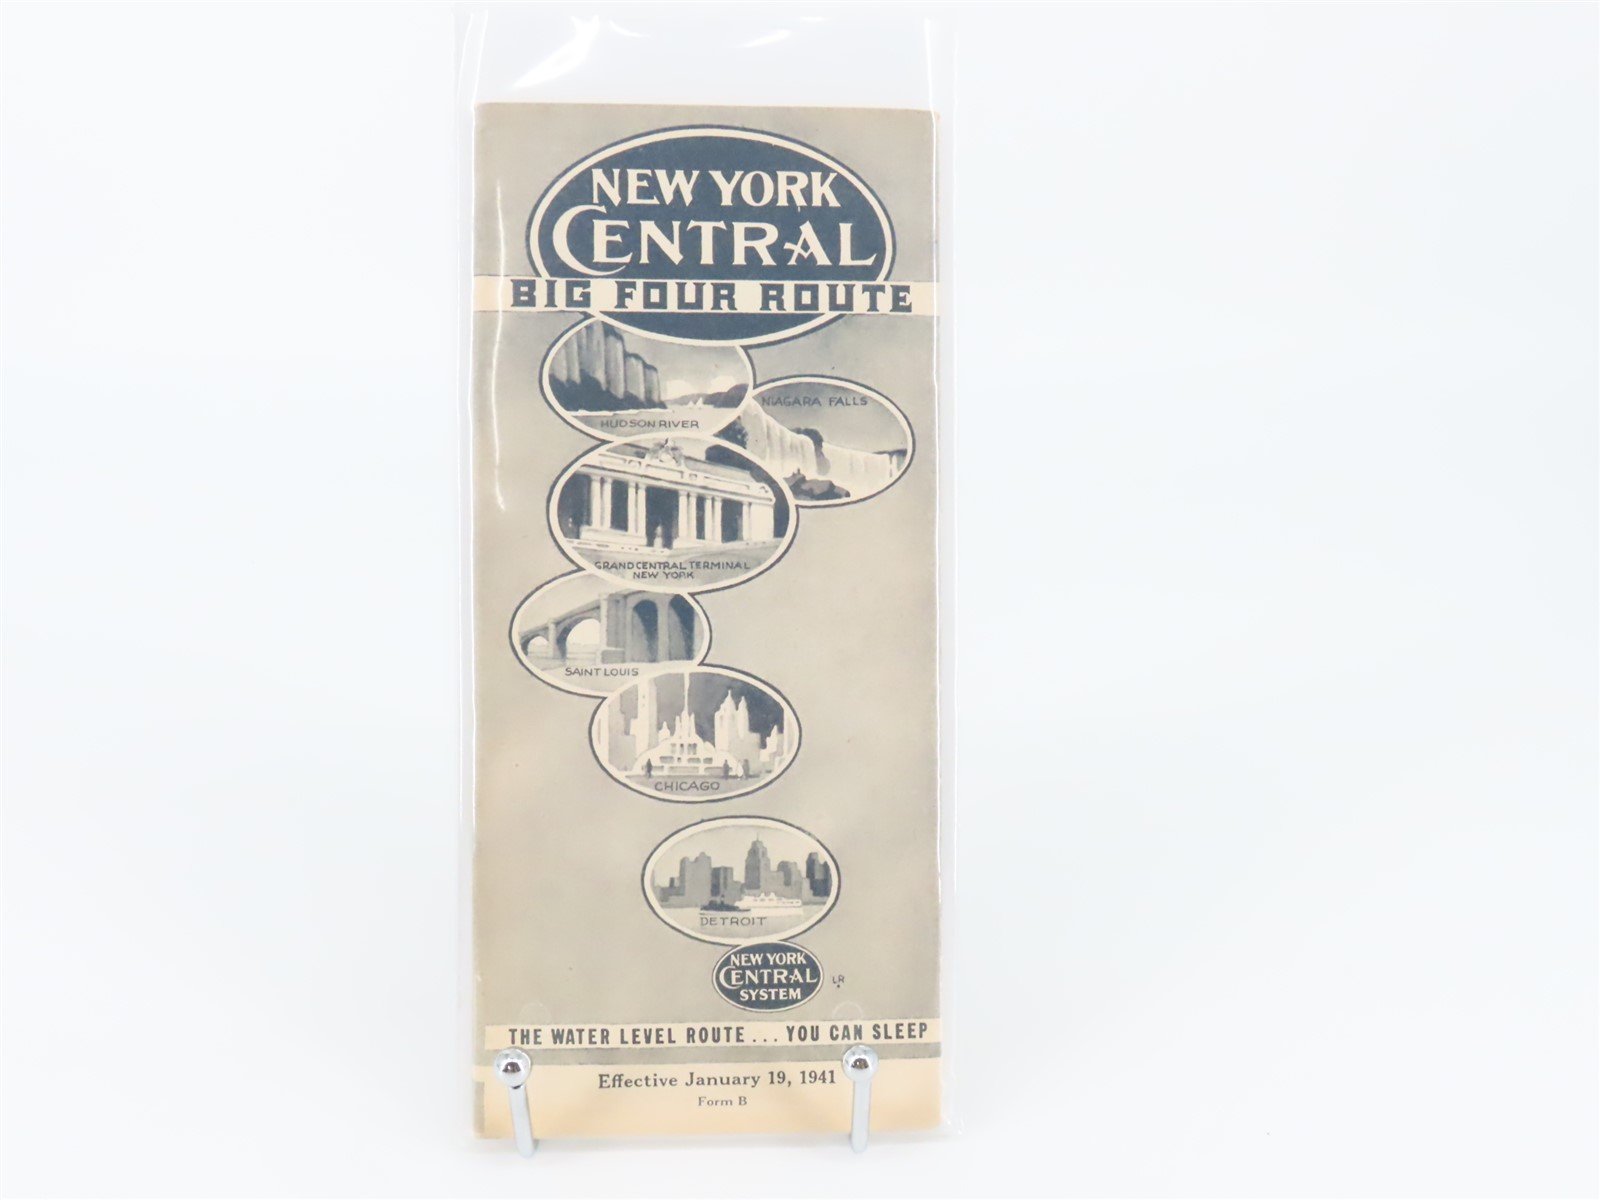 NEW YORK
CENTRAL
BIG FOUR ROUTE
HUDSON RIVER
NIAGARA FALLS
GRAND CENTRAL TERMINAL
NEW YORK
SAINT LOUIS
CHICAGO
DETROIT
NEW YORK
CENTRAL
SYSTEM
LR
THE WATER LEVEL ROUTE... YOU CAN SLEEP
Effective January 19, 1941
Form B